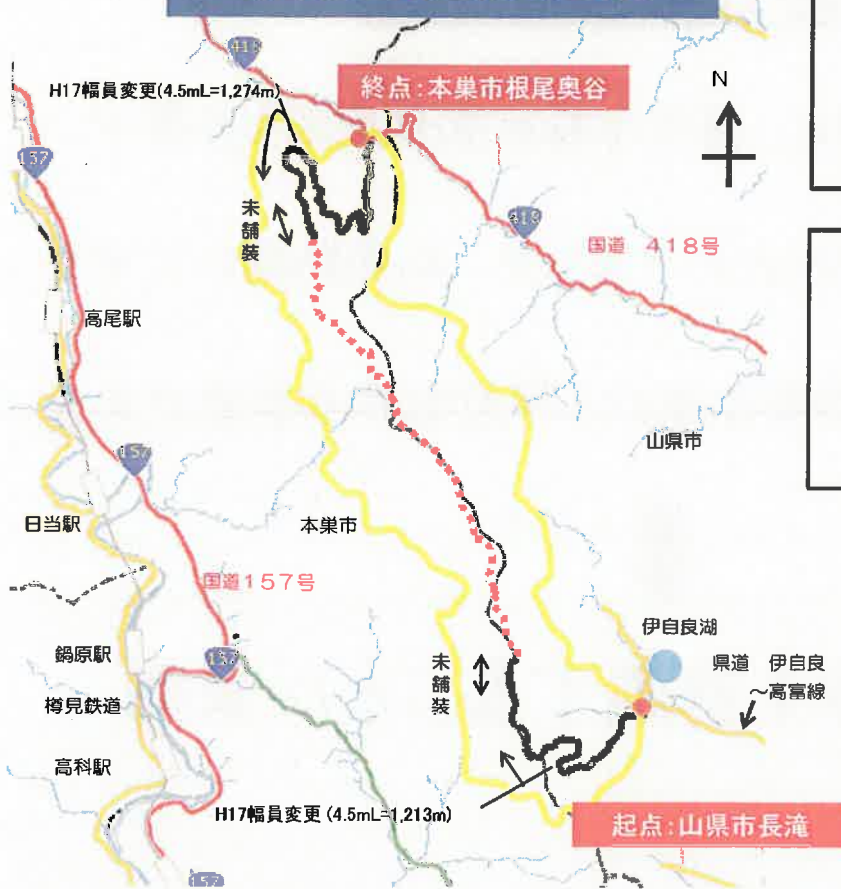 418
H17幅員変更(4.5mL=1,274m)
終点:本巣市根尾奥谷
N
157
未舗装
418
国道 418号
高尾駅
山県市
157
日当駅
本巣市
国道157号
伊自良湖
鍋原駅
157
未舗装
県道 伊自良
~高富線
樽見鉄道
高科駅
H17幅員変更 (4.5mL=1,213m)
起点:山県市長滝
157